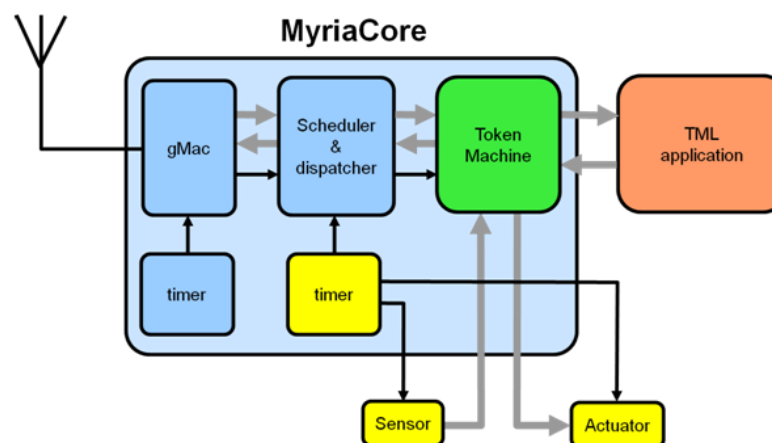 MyriaCore
gMac
Scheduler
&
dispatcher
Token
Machine
TML
application
timer
timer
Sensor
Actuator